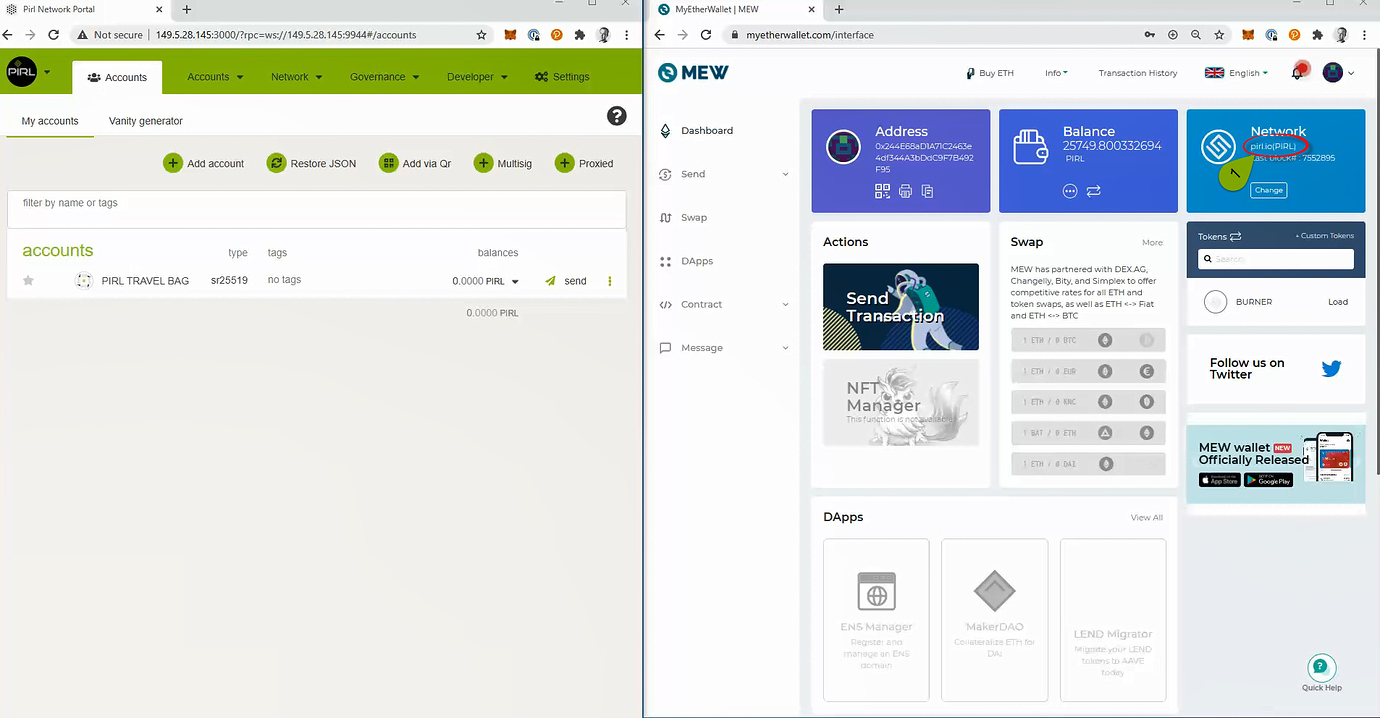 Pirl Network Portal
Not secure | 149.5.28.145:3000/?rpc=ws://149.5.28.145:9944#/accounts
PIRL
Accounts
Accounts
Network
Governance
Developer
Settings
My accounts
Vanity generator
?
Add account
Restore JSON
Add via Qr
Multisig
Proxied
filter by name or tags
accounts
type
tags
balances
PIRL TRAVEL BAG
sr25519
no tags
0.0000 PIRL
send
0.0000 PIRL
MyEtherWallet | MEW
myetherwallet.com/interface
MEW
Buy ETH
Info
Transaction History
English
Dashboard
Send
Swap
DApps
Contract
Message
Address
0x244E68aD1A71C2463e
4df344A3bDdC9F7B492
F95
Balance
25749.800332694
PIRL
Network
pirl.io(PIRL)
Last block# : 7552895
1
Change
Actions
Send
Transaction
NFT
Manager
This function is not available
Swap
More
MEW has partnered with DEX.AG,
Changelly, Bity, and Simplex to offer
competitive rates for all ETH and
token swaps, as well as ETH <-> Fiat
and ETH <-> BTC
1 ETH / 0 BTC
1 ETH / 0 EUR
1 ETH / 0 KNC
1 BAT / 0 ETH
1 ETH / 0 DAI
Tokens
+ Custom Tokens
Search
BURNER
Load
Follow us on
Twitter
MEW wallet NEW
Officially Released
App Store
Google Play
DApps
View All
ENS Manager
Register and
manage an ENS
domain
MakerDAO
Collateralize ETH for
DAI
LEND Migrator
Migrate your LEND
tokens to AAVE
today
?
Quick Help